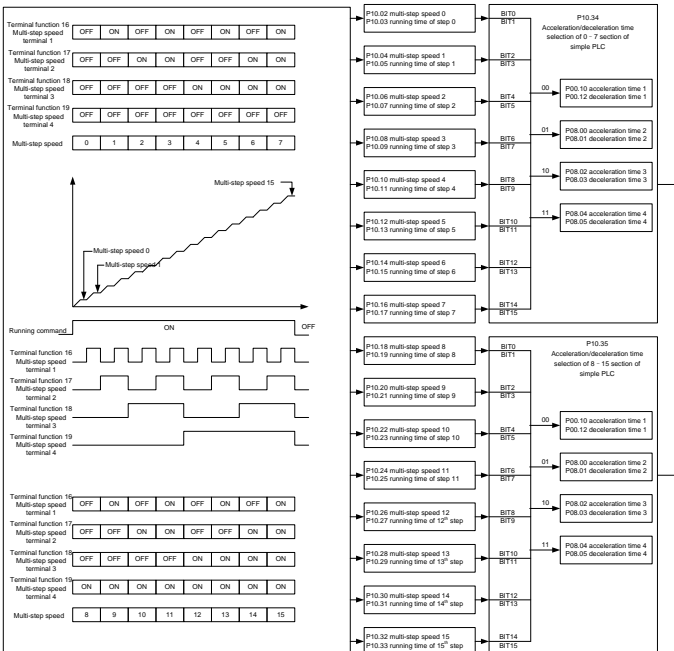 Terminal function 16
Multi-step speed
terminal 1
OFF ON OFF ON OFF ON OFF ON
Terminal function 17
Multi-step speed
terminal 2
OFF OFF ON ON OFF OFF ON ON
Terminal function 18
Multi-step speed
terminal 3
OFF OFF OFF OFF ON ON ON ON
Terminal function 19
Multi-step speed
terminal 4
OFF OFF OFF OFF OFF OFF OFF OFF
Multi-step speed
0 1 2 3 4 5 6 7
Multi-step speed 15
Multi-step speed 0
Multi-step speed 1
Running command
ON
OFF
Terminal function 16
Multi-step speed
terminal 1
Terminal function 17
Multi-step speed
terminal 2
Terminal function 18
Multi-step speed
terminal 3
Terminal function 19
Multi-step speed
terminal 4
Terminal function 16
Multi-step speed
terminal 1
OFF ON OFF ON OFF ON OFF ON
Terminal function 17
Multi-step speed
terminal 2
OFF OFF ON ON OFF OFF ON ON
Terminal function 18
Multi-step speed
terminal 3
OFF OFF OFF OFF ON ON ON ON
Terminal function 19
Multi-step speed
terminal 4
ON ON ON ON ON ON ON ON
Multi-step speed
8 9 10 11 12 13 14 15
P10.02 multi-step speed 0
P10.03 running time of step 0
BIT0
BIT1
P10.04 multi-step speed 1
P10.05 running time of step 1
BIT2
BIT3
P10.06 multi-step speed 2
P10.07 running time of step 2
BIT4
BIT5
P10.08 multi-step speed 3
P10.09 running time of step 3
BIT6
BIT7
P10.10 multi-step speed 4
P10.11 running time of step 4
BIT8
BIT9
P10.12 multi-step speed 5
P10.13 running time of step 5
BIT10
BIT11
P10.14 multi-step speed 6
P10.15 running time of step 6
BIT12
BIT13
P10.16 multi-step speed 7
P10.17 running time of step 7
BIT14
BIT15
P10.34
Acceleration/deceleration time
selection of 0 - 7 section of
simple PLC
00
P00.10 acceleration time 1
P00.12 deceleration time 1
01
P08.00 acceleration time 2
P08.01 deceleration time 2
10
P08.02 acceleration time 3
P08.03 deceleration time 3
11
P08.04 acceleration time 4
P08.05 deceleration time 4
P10.18 multi-step speed 8
P10.19 running time of step 8
BIT0
BIT1
P10.20 multi-step speed 9
P10.21 running time of step 9
BIT2
BIT3
P10.22 multi-step speed 10
P10.23 running time of step 10
BIT4
BIT5
P10.24 multi-step speed 11
P10.25 running time of step 11
BIT6
BIT7
P10.26 multi-step speed 12
P10.27 running time of 12th step
BIT8
BIT9
P10.28 multi-step speed 13
P10.29 running time of 13th step
BIT10
BIT11
P10.30 multi-step speed 14
P10.31 running time of 14th step
BIT12
BIT13
P10.32 multi-step speed 15
P10.33 running time of 15th step
BIT14
BIT15
P10.35
Acceleration/deceleration time
selection of 8 - 15 section of
simple PLC
00
P00.10 acceleration time 1
P00.12 deceleration time 1
01
P08.00 acceleration time 2
P08.01 deceleration time 2
10
P08.02 acceleration time 3
P08.03 deceleration time 3
11
P08.04 acceleration time 4
P08.05 deceleration time 4